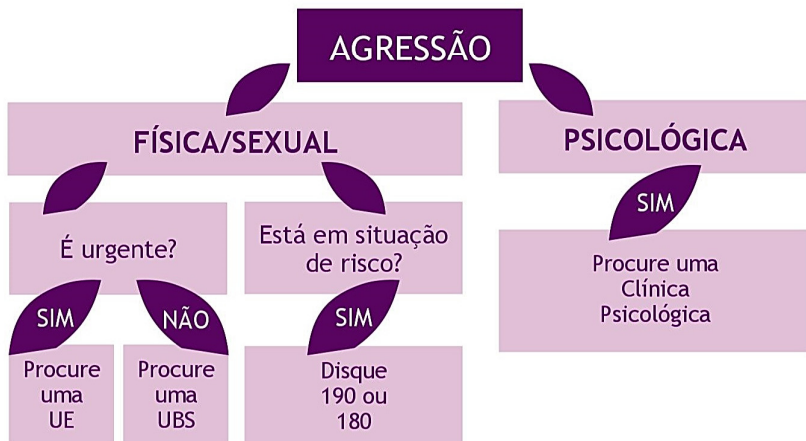 AGRESSÃO
FÍSICA/SEXUAL
PSICOLÓGICA
É urgente?
Está em situação
de risco?
SIM
Procure uma
Clínica
Psicológica
SIM
NÃO
SIM
Procure
uma
UE
Procure
uma
UBS
Disque
190 ou
180